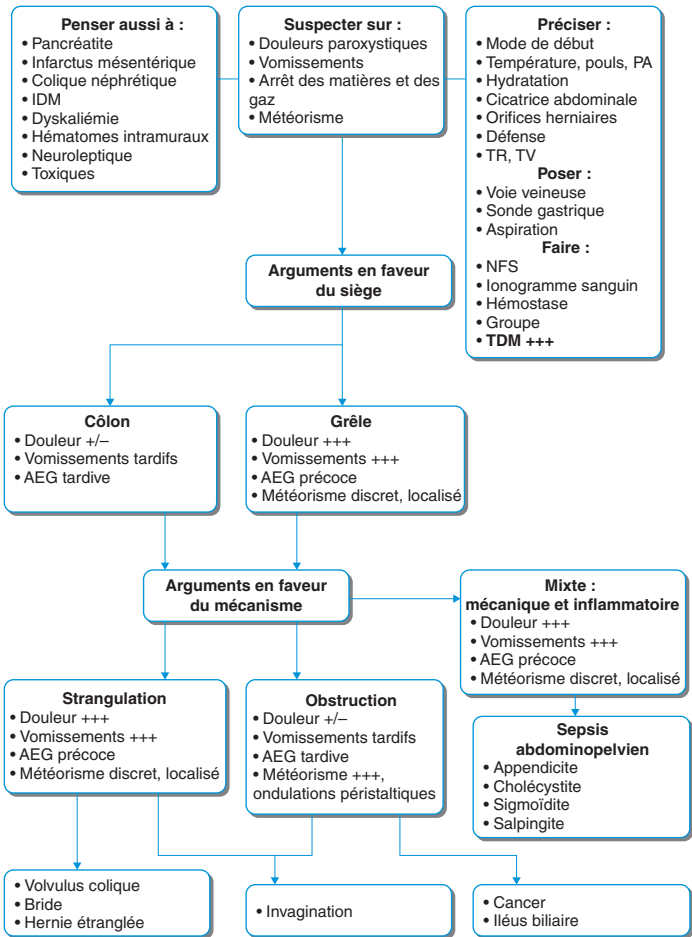 Penser aussi à :
• Pancréatite
• Infarctus mésentérique
• Colique néphrétique
• IDM
• Dyskaliémie
• Hématomes intramuraux
• Neuroleptique
• Toxiques
Suspecter sur :
• Douleurs paroxystiques
• Vomissements
• Arrêt des matières et des
gaz
• Météorisme
Préciser :
• Mode de début
• Température, pouls, PA
• Hydratation
• Cicatrice abdominale
• Orifices herniaires
• Défense
• TR, TV
Poser :
• Voie veineuse
• Sonde gastrique
• Aspiration
Faire :
• NFS
• Ionogramme sanguin
• Hémostase
• Groupe
• TDM +++
Arguments en faveur
du siège
Côlon
• Douleur +/–
• Vomissements tardifs
• AEG tardive
Grêle
• Douleur +++
• Vomissements +++
• AEG précoce
• Météorisme discret, localisé
Arguments en faveur
du mécanisme
Mixte :
mécanique et inflammatoire
• Douleur +++
• Vomissements +++
• AEG précoce
• Météorisme discret, localisé
Strangulation
• Douleur +++
• Vomissements +++
• AEG précoce
• Météorisme discret, localisé
Obstruction
• Douleur +/–
• Vomissements tardifs
• AEG tardive
• Météorisme +++,
ondulations péristaltiques
Sepsis
abdominopelvien
• Appendicite
• Cholécystite
• Sigmoïdite
• Salpingite
• Volvulus colique
• Bride
• Hernie étranglée
• Invagination
• Cancer
• Iléus biliaire